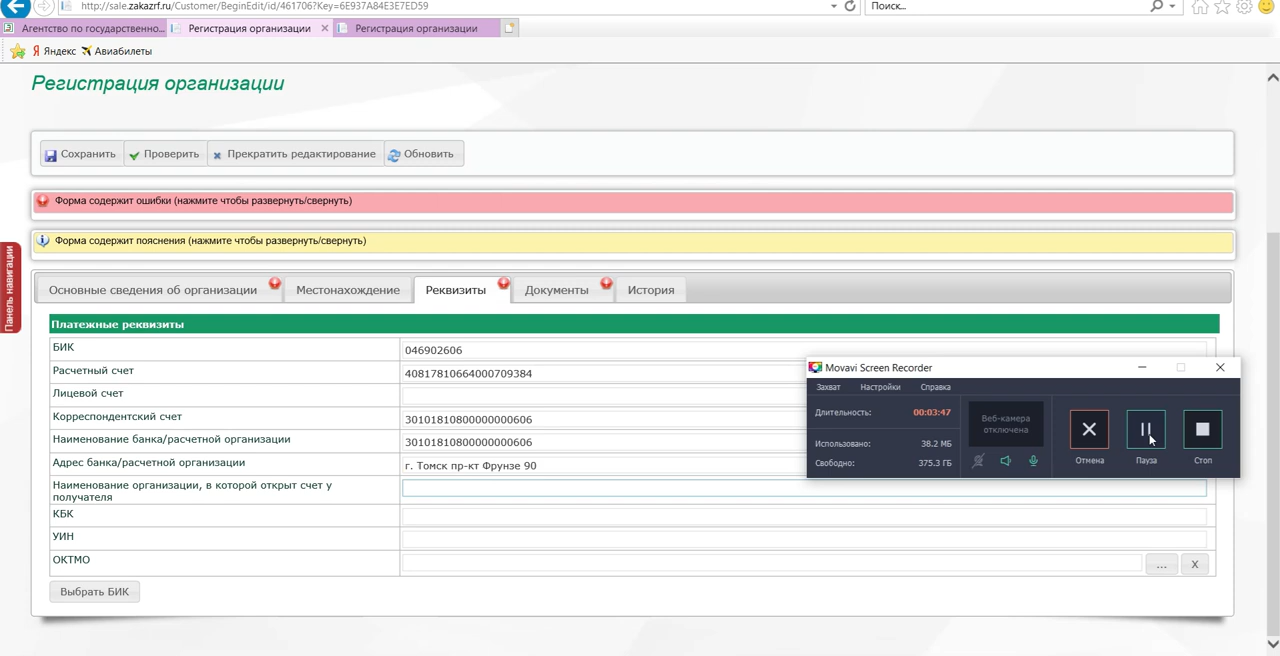 http://sale.zakazrf.ru/Customer/BeginEdit/id/461706?Key=6E937A84E3E7ED59
Поиск...
Агентство по государственно...
Регистрация организации
Регистрация организации
Яндекс
Авиабилеты
Регистрация организации
Сохранить
Проверить
Прекратить редактирование
Обновить
Форма содержит ошибки (нажмите чтобы развернуть/свернуть)
Форма содержит пояснения (нажмите чтобы развернуть/свернуть)
Панель навигации
Основные сведения об организации
Местонахождение
Реквизиты
Документы
История
Платежные реквизиты
БИК
046902606
Расчетный счет
40817810664000709384
Лицевой счет
Корреспондентский счет
30101810800000000606
Наименование банка/расчетной организации
30101810800000000606
Адрес банка/расчетной организации
г. Томск пр-кт Фрунзе 90
Наименование организации, в которой открыт счет у
получателя
КБК
УИН
ОКТМО
...
X
Выбрать БИК
Movavi Screen Recorder
Захват
Настройки
Справка
Длительность:
00:03:47
Использовано:
38.2 МБ
Свободно:
375.3 ГБ
Веб-камера
отключена
Отмена
Пауза
Стоп